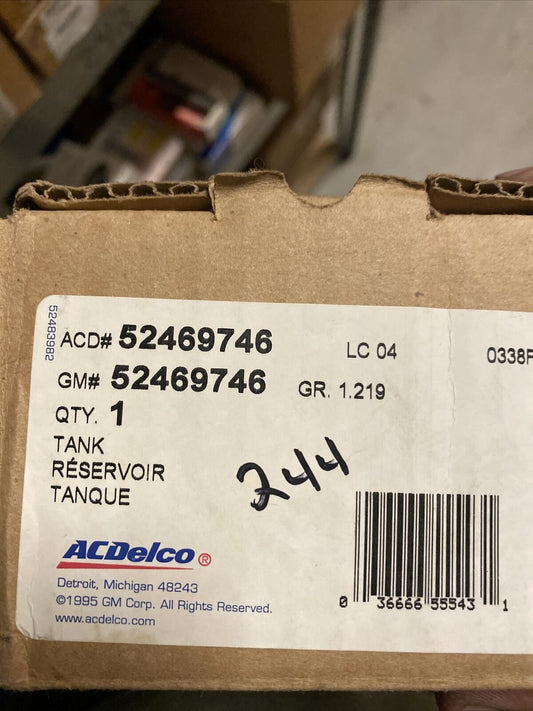 52483982
ACD# 52469746 LC 04 0338F
GM# 52469746 GR. 1.219
QTY. 1
TANK
RÉSERVOIR
TANQUE
244
ACDelco®
Detroit, Michigan 48243
©1995 GM Corp. All Rights Reserved.
www.acdelco.com
0 36666 55543 1